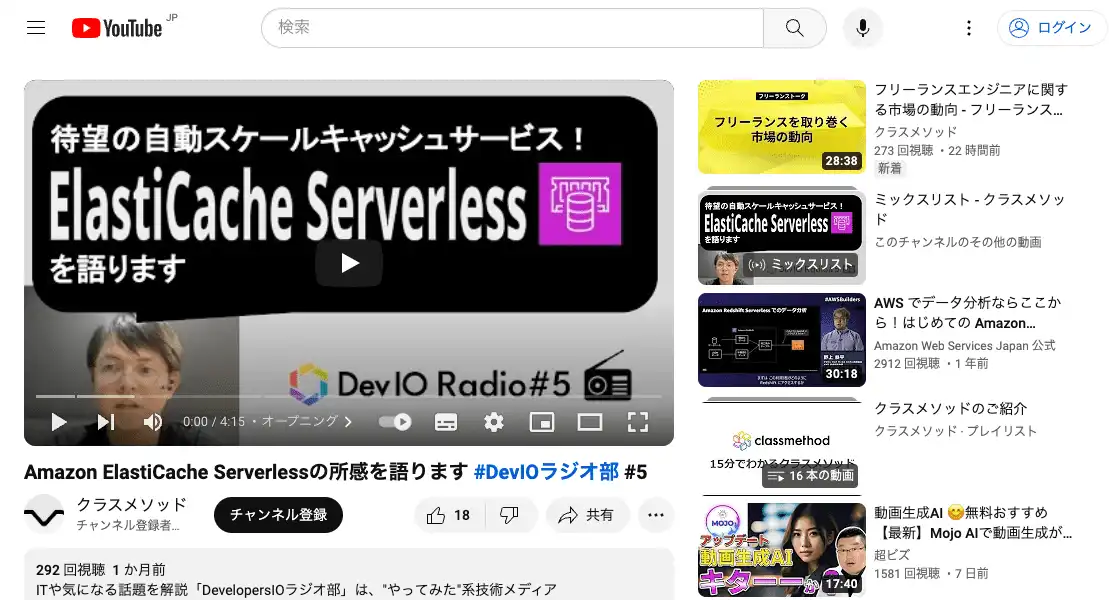 YouTube JP
検索
ログイン
待望の自動スケールキャッシュサービス！
ElastiCache Serverless
を語ります
DevIO Radio#5
0:00 / 4:15 ・オープニング
Amazon ElastiCache Serverlessの所感を語ります #DevIOラジオ部 #5
クラスメソッド
チャンネル登録者...
チャンネル登録
18
共有
292 回視聴 1 か月前
ITや気になる話題を解説「DevelopersIOラジオ部」は、"やってみた"系技術メディア
フリーランストーク
フリーランスを取り巻く
市場の動向
28:38
フリーランスエンジニアに関す
る市場の動向 - フリーランス...
クラスメソッド
273 回視聴 ・22 時間前
新着
待望の自動スケールキャッシュサービス！
ElastiCache Serverless
を語ります
ミックスリスト
ミックスリスト - クラスメソッ
ド
このチャンネルのその他の動画
#AWSBuilders
Amazon Redshift Serverless でのデータ分析
30:18
AWS でデータ分析ならここか
ら！はじめての Amazon...
Amazon Web Services Japan 公式
2912 回視聴 ・1 年前
classmethod
15分でわかるクラスメソッド
16 本の動画
クラスメソッドのご紹介
クラスメソッド · プレイリスト
MOJO
アップデート
動画生成AI
キターーーか
17:40
動画生成AI 😊無料おすすめ
【最新】Mojo AIで動画生成が...
超ビズ
1581 回視聴 ・7 日前